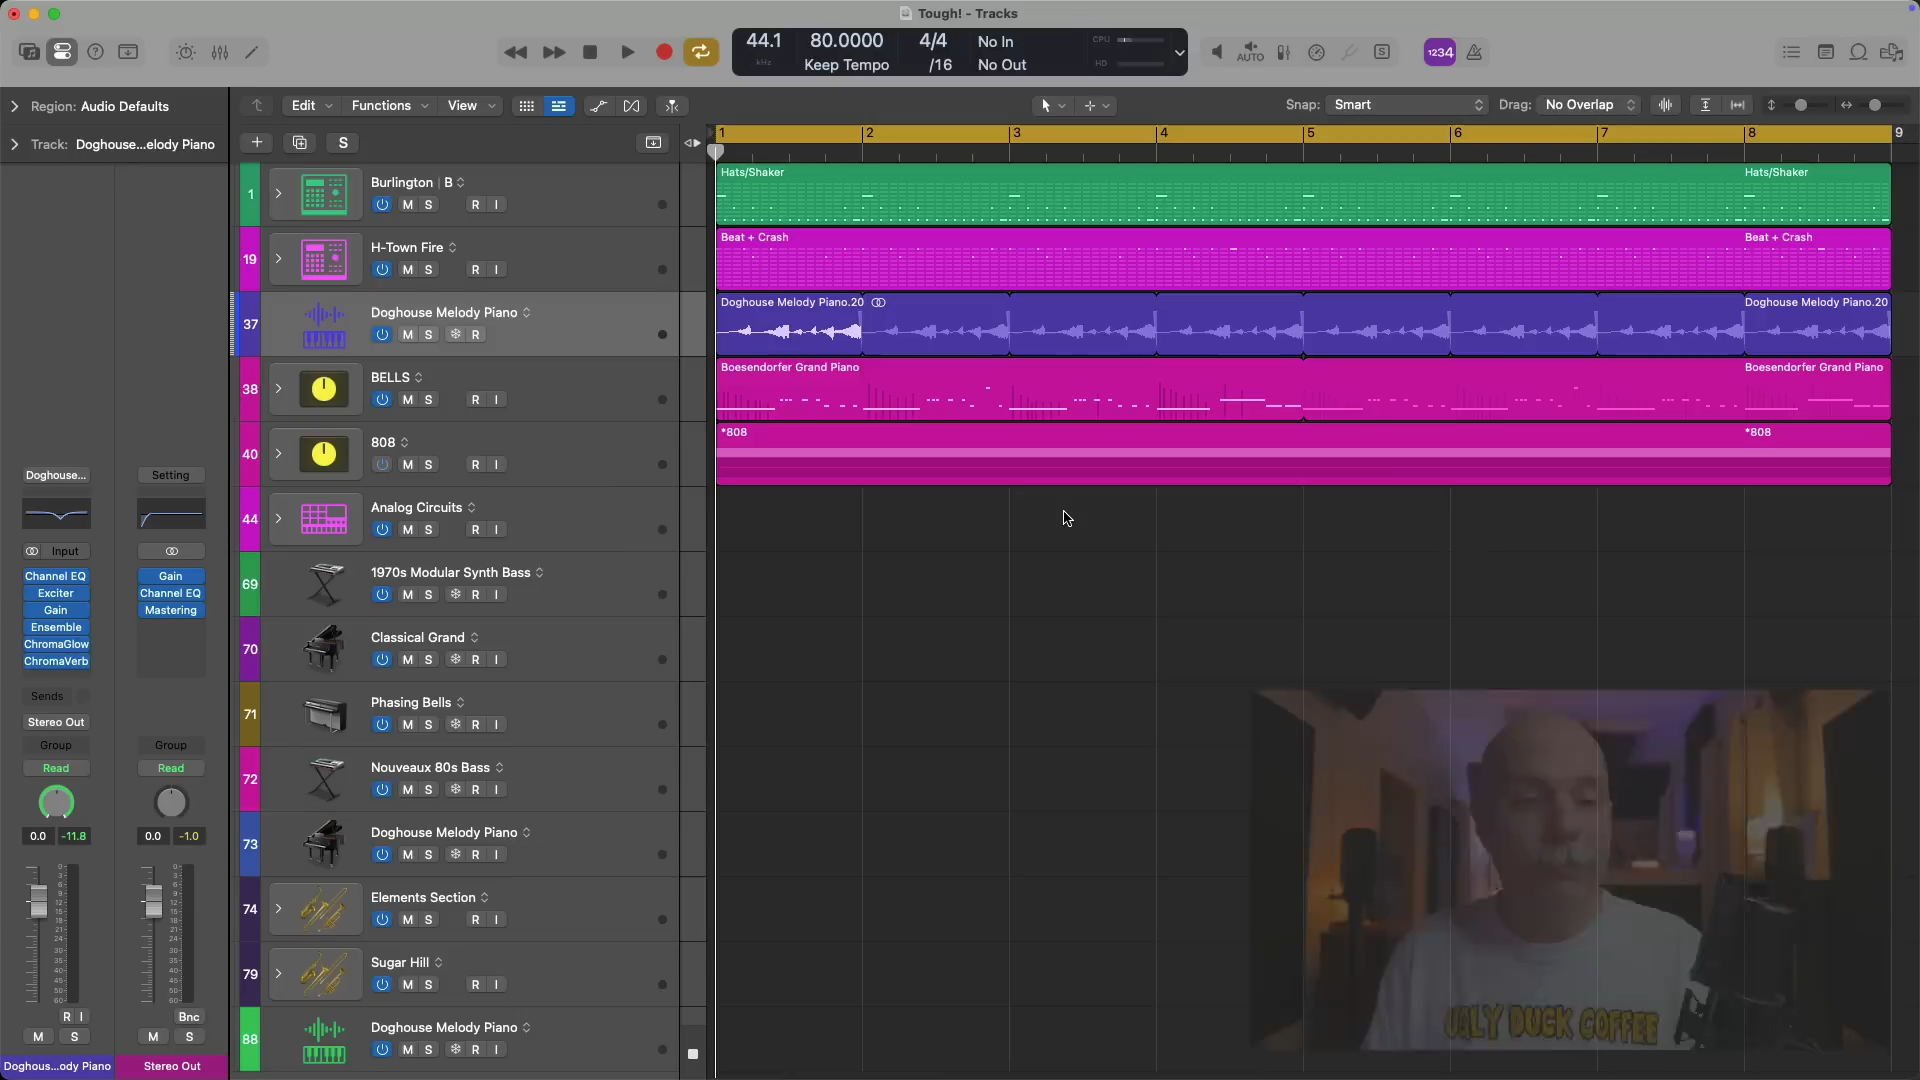 Tough! - Tracks
44.1
kHz
80.0000
Keep Tempo
4/4
/16
No In
No Out
CPU
HD
AUTO
S
1234
Region: Audio Defaults
Track: Doghouse...elody Piano
Edit
Functions
View
Snap: Smart
Drag: No Overlap
S
1 2 3 4 5 6 7 8 9
1
Burlington | B
M S R I
Hats/Shaker
Hats/Shaker
19
H-Town Fire
M S R I
Beat + Crash
Beat + Crash
37
Doghouse Melody Piano
M S R
Doghouse Melody Piano.20
Doghouse Melody Piano.20
38
BELLS
M S R I
Boesendorfer Grand Piano
Boesendorfer Grand Piano
40
808
M S R I
*808
*808
44
Analog Circuits
M S R I
69
1970s Modular Synth Bass
M S R I
70
Classical Grand
M S R I
71
Phasing Bells
M S R I
72
Nouveaux 80s Bass
M S R I
73
Doghouse Melody Piano
M S R I
74
Elements Section
M S R I
79
Sugar Hill
M S R I
88
Doghouse Melody Piano
M S R I
Doghouse...
Setting
Input
Channel EQ
Exciter
Gain
Ensemble
ChromaGlow
ChromaVerb
Gain
Channel EQ
Mastering
Sends
Stereo Out
Group
Group
Read
Read
0.0 -11.8
0.0 -1.0
R I
Bnc
M S
M S
Doghous...ody Piano
Stereo Out
UGLY DUCK COFFEE